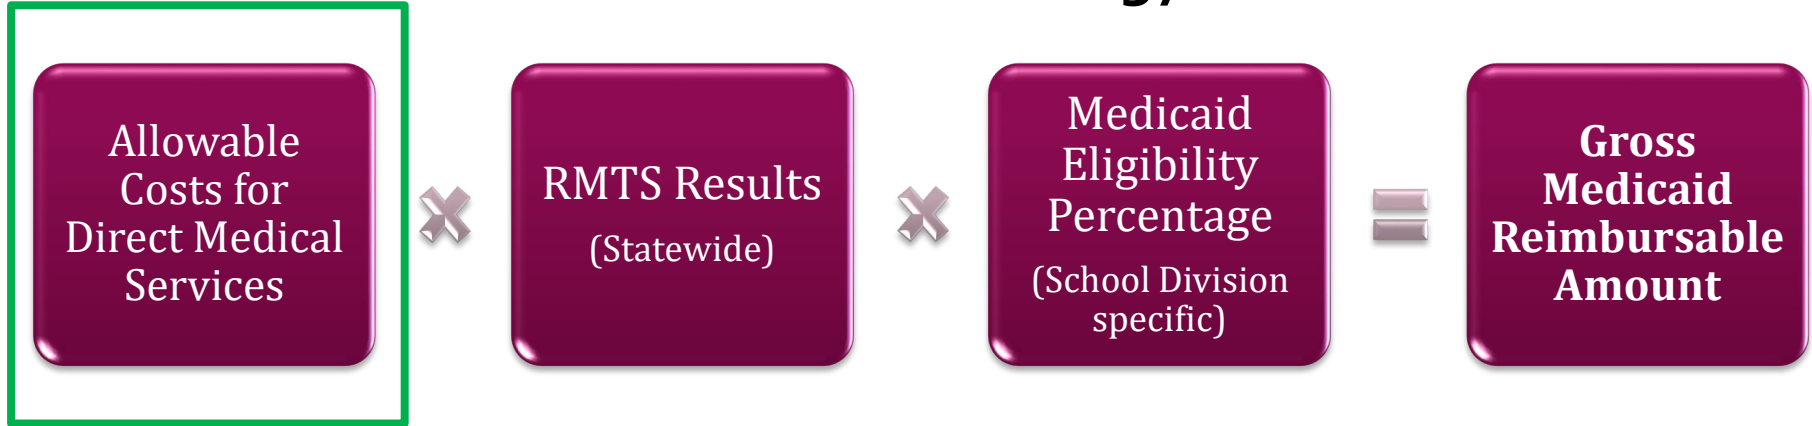 Allowable
Costs for
Direct Medical
Services
RMTS Results
(Statewide)
Medicaid
Eligibility
Percentage
(School Division
specific)
Gross
Medicaid
Reimbursable
Amount